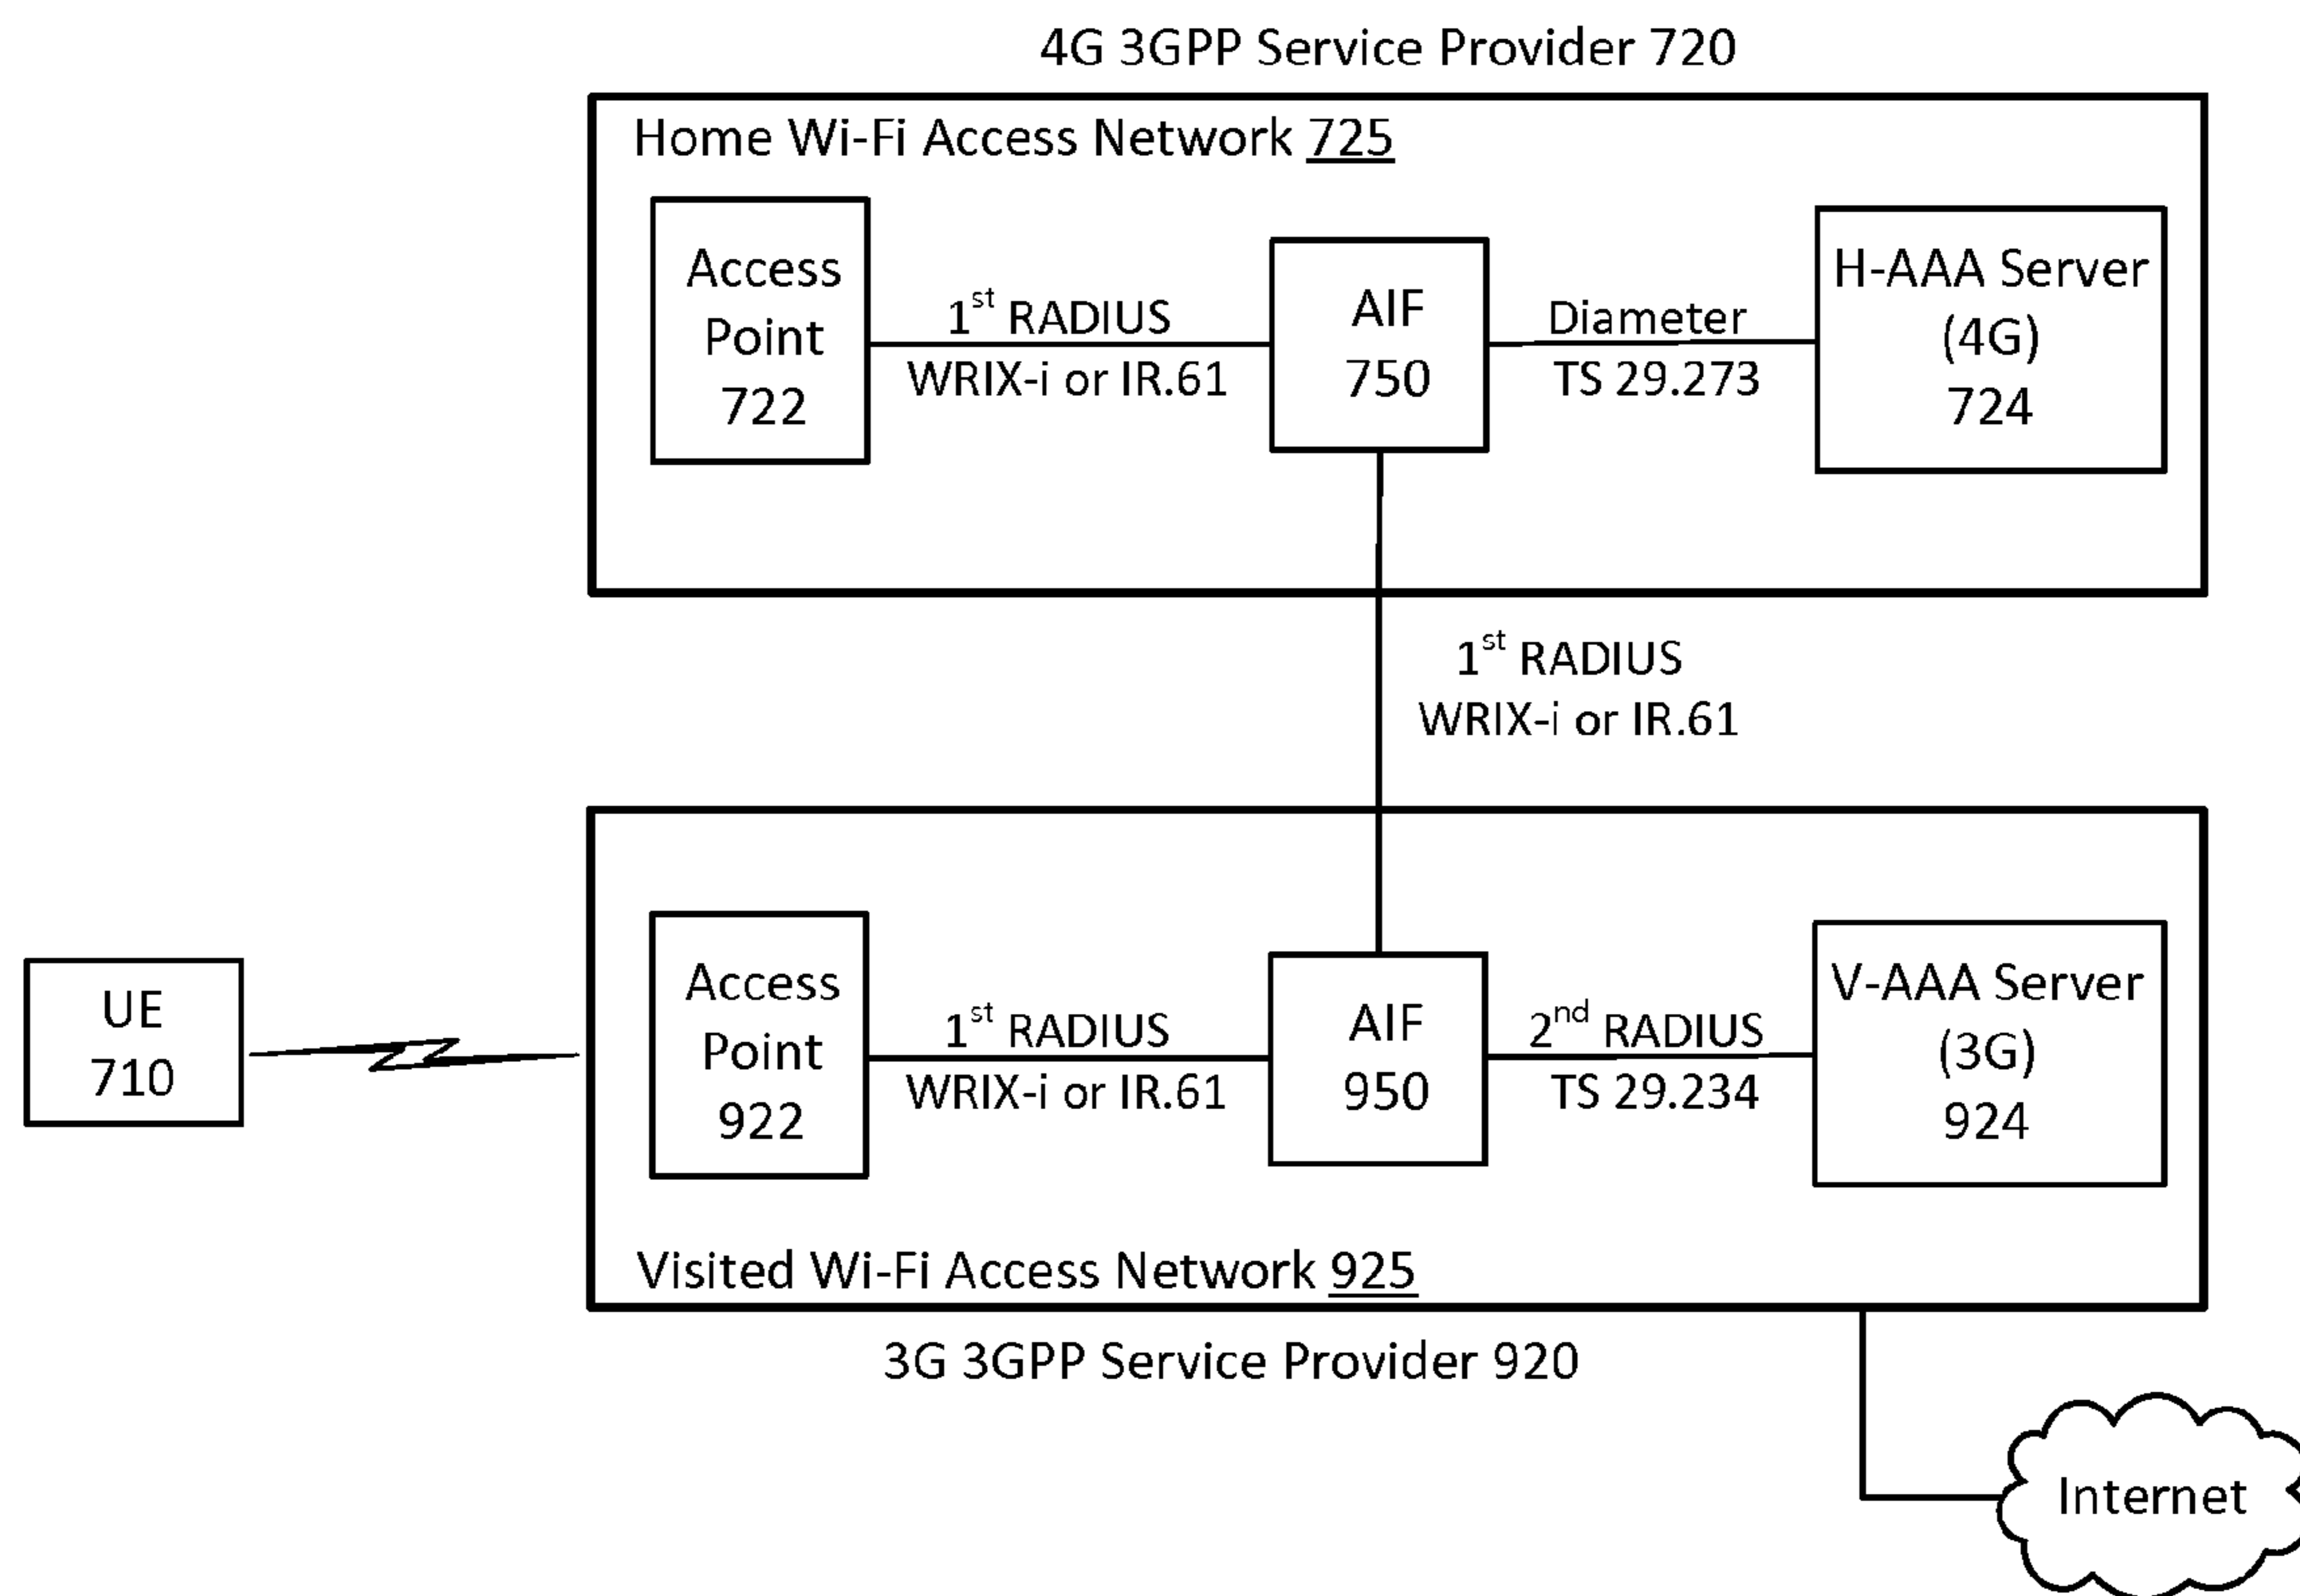 4G 3GPP Service Provider 720
Home Wi-Fi Access Network 725
Access
Point
722
1st RADIUS
WRIX-i or IR.61
AIF
750
Diameter
TS 29.273
H-AAA Server
(4G)
724
1st RADIUS
WRIX-i or IR.61
UE
710
Access
Point
922
1st RADIUS
WRIX-i or IR.61
AIF
950
2nd RADIUS
TS 29.234
V-AAA Server
(3G)
924
Visited Wi-Fi Access Network 925
3G 3GPP Service Provider 920
Internet